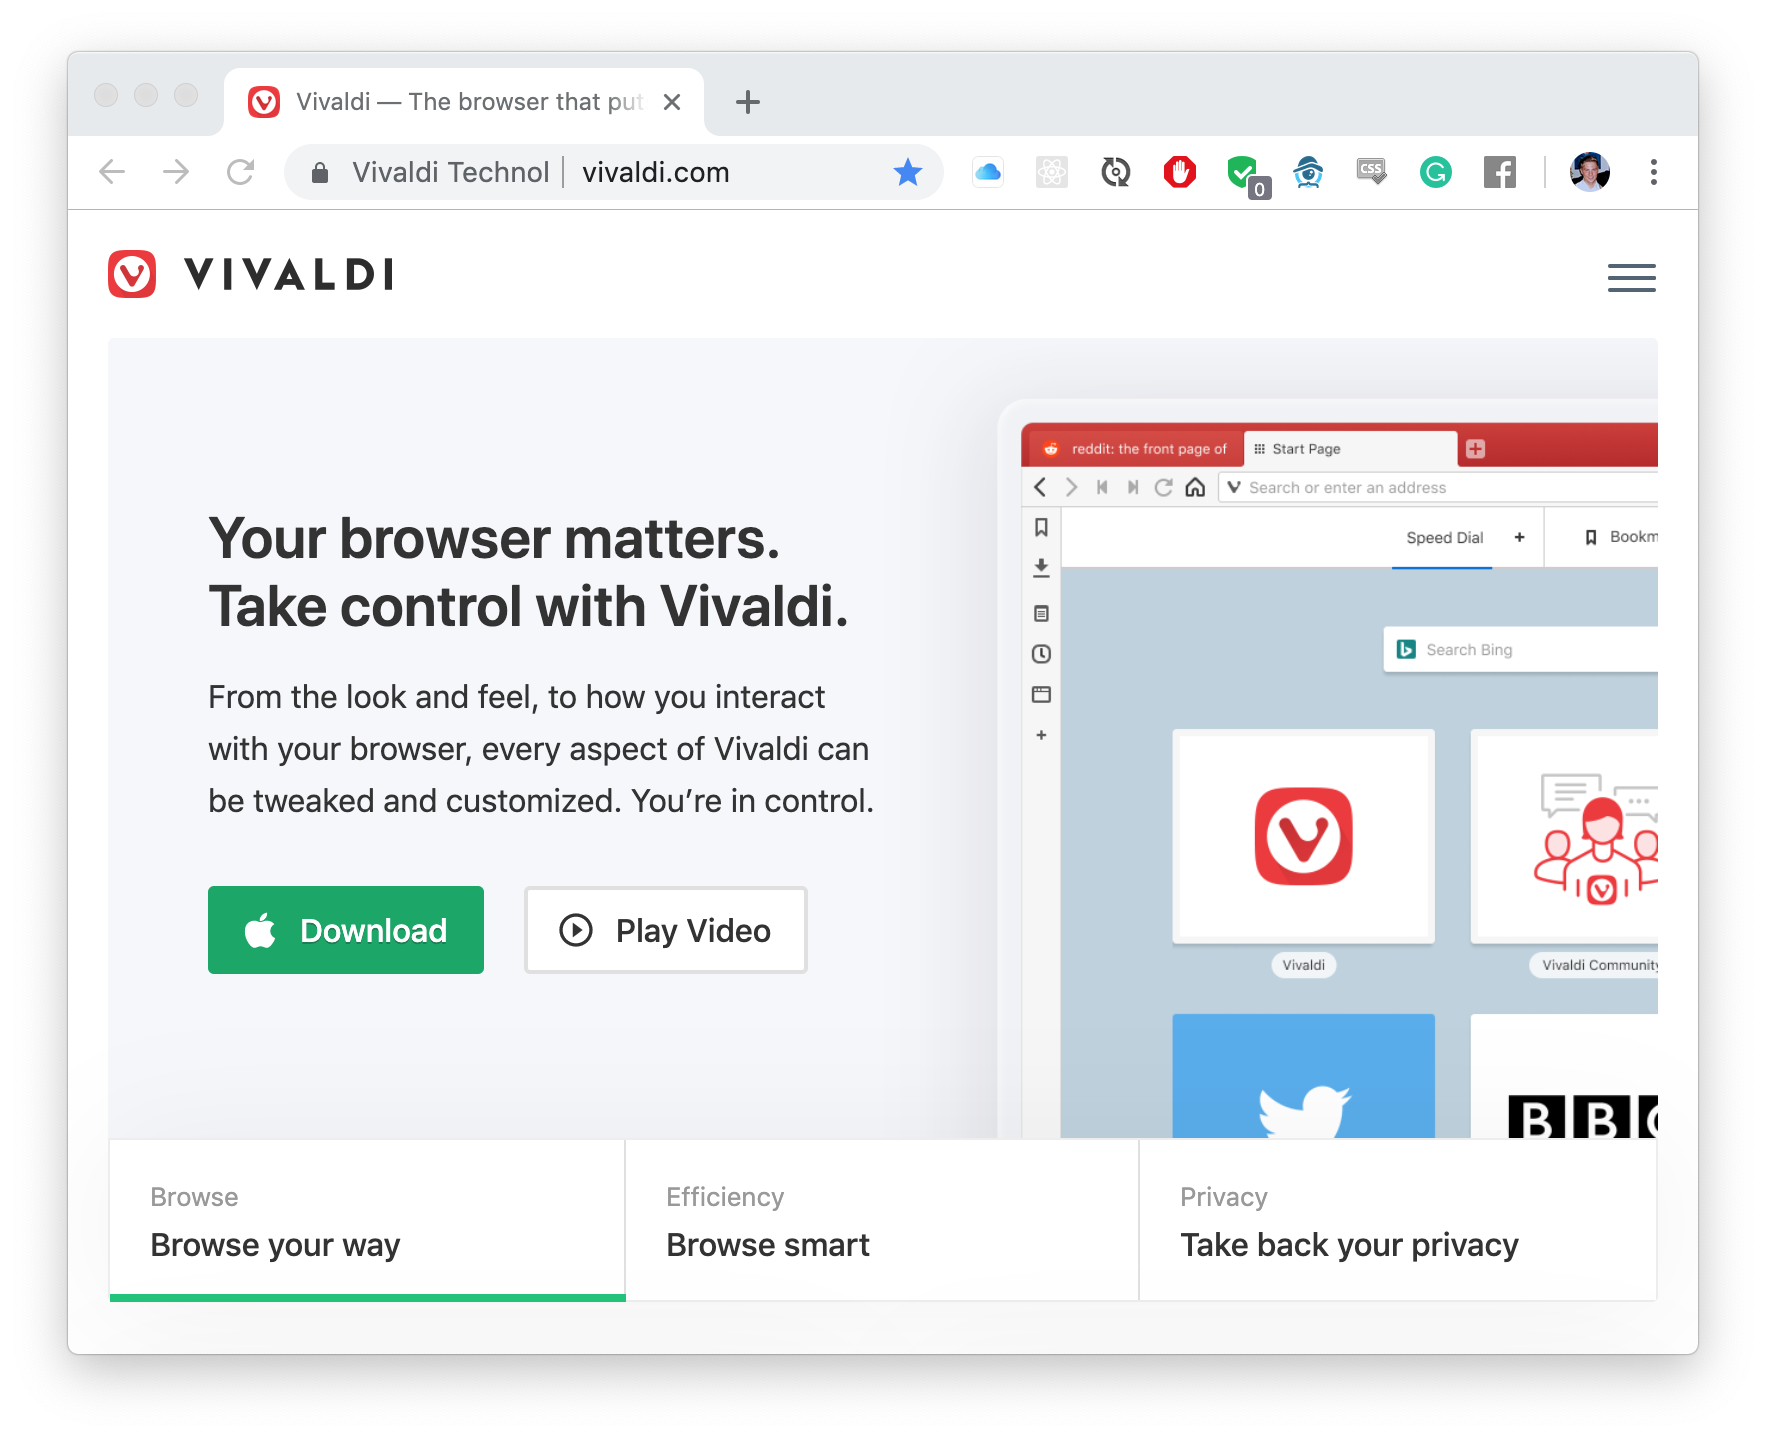 Vivaldi — The browser that put
Vivaldi Technol | vivaldi.com
0
CSS
VIVALDI
reddit: the front page of
Start Page
Search or enter an address
Speed Dial
Bookm
Search Bing
Your browser matters.
Take control with Vivaldi.
From the look and feel, to how you interact
with your browser, every aspect of Vivaldi can
be tweaked and customized. You’re in control.
Download
Play Video
Vivaldi
Vivaldi Community
BBC
Browse
Browse your way
Efficiency
Browse smart
Privacy
Take back your privacy